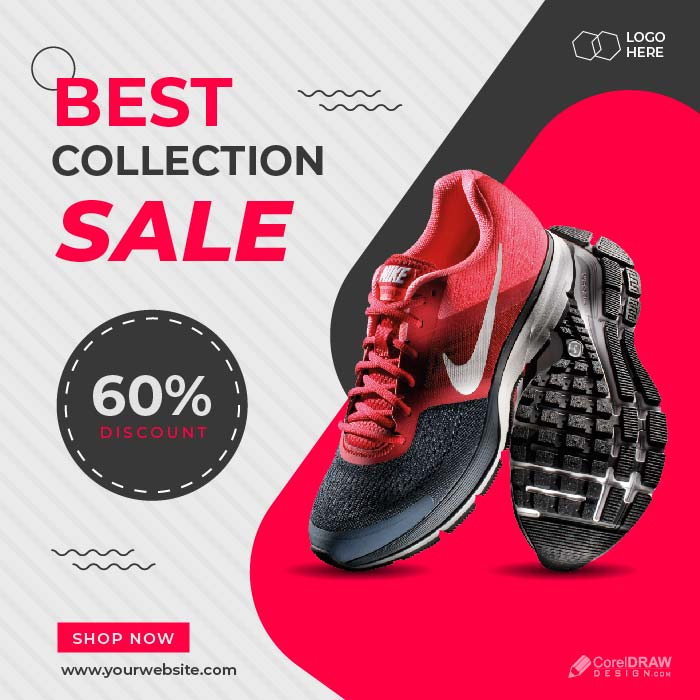 LOGO
HERE
BEST
COLLECTION
SALE
NIKE
60%
DISCOUNT
SHOP NOW
www.yourwebsite.com
CorelDRAW
DESIGN.COM